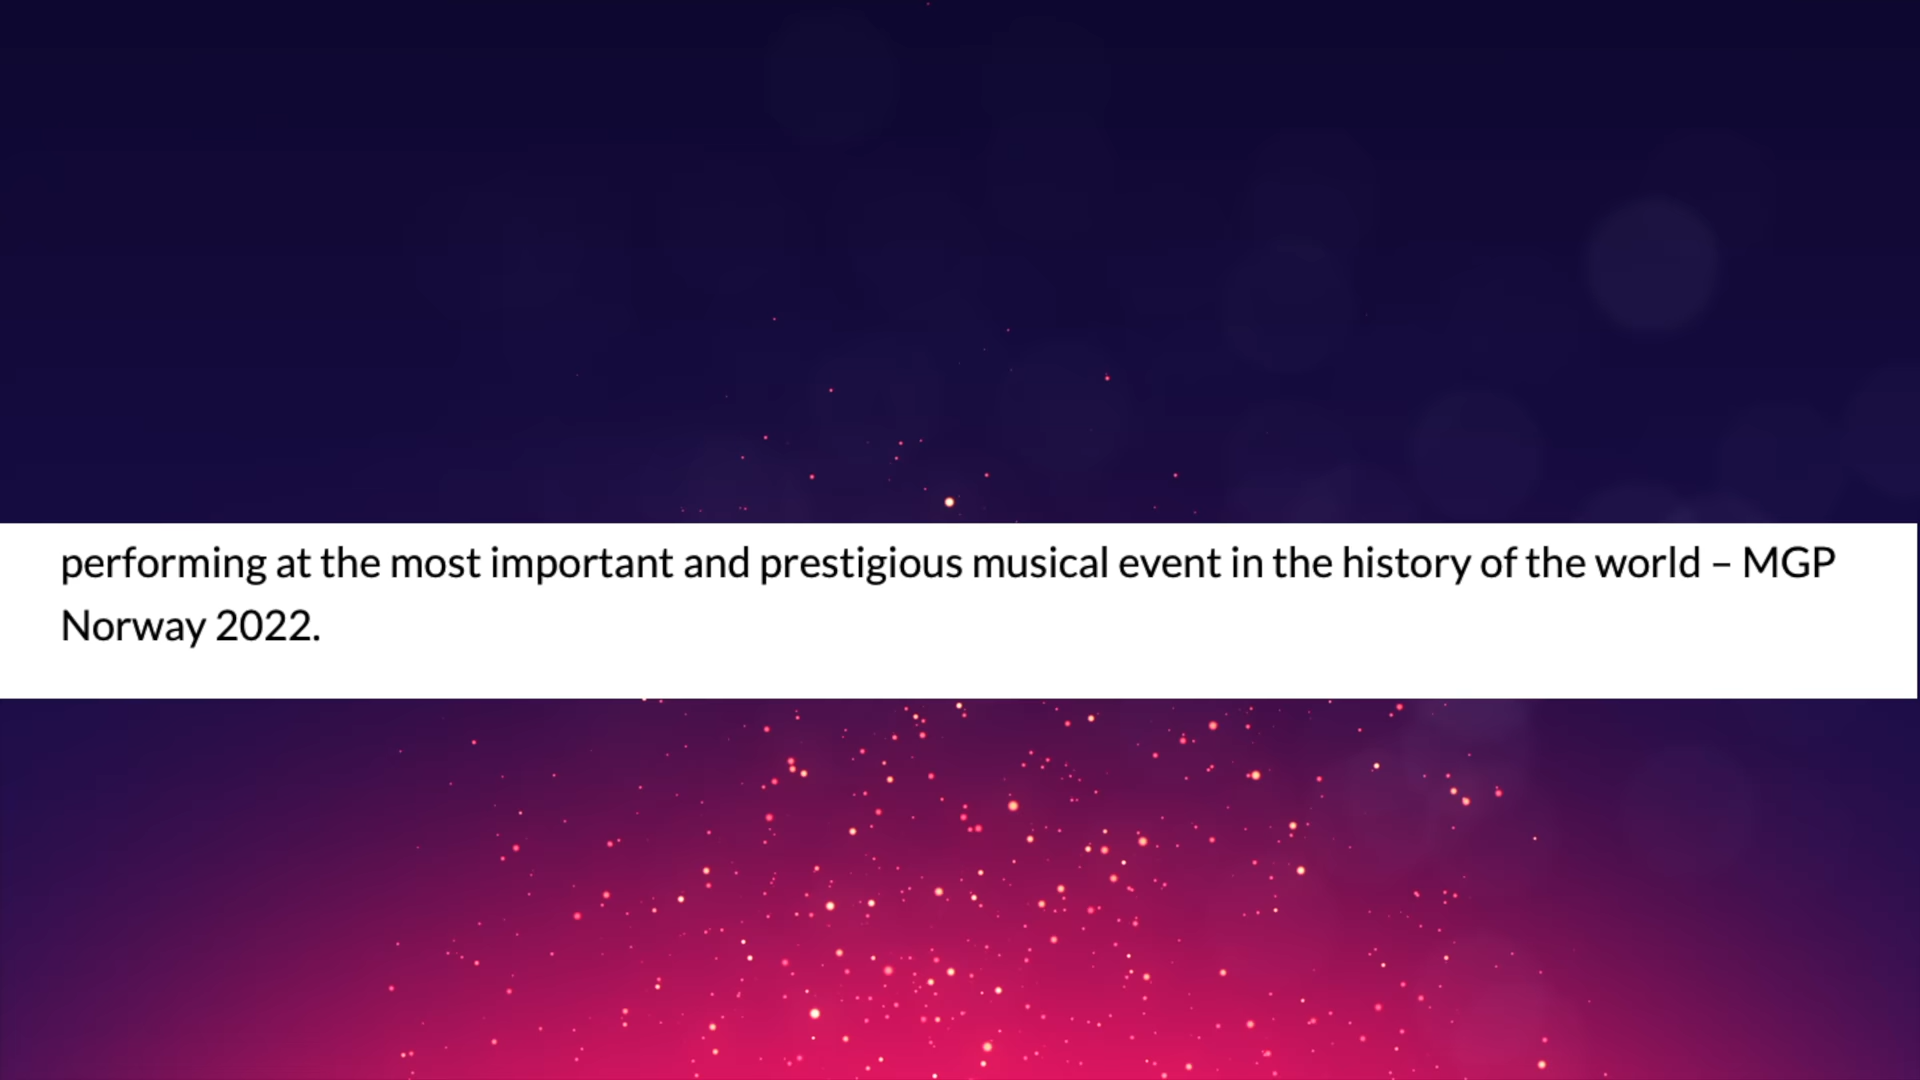 performing at the most important and prestigious musical event in the history of the world – MGP
Norway 2022.